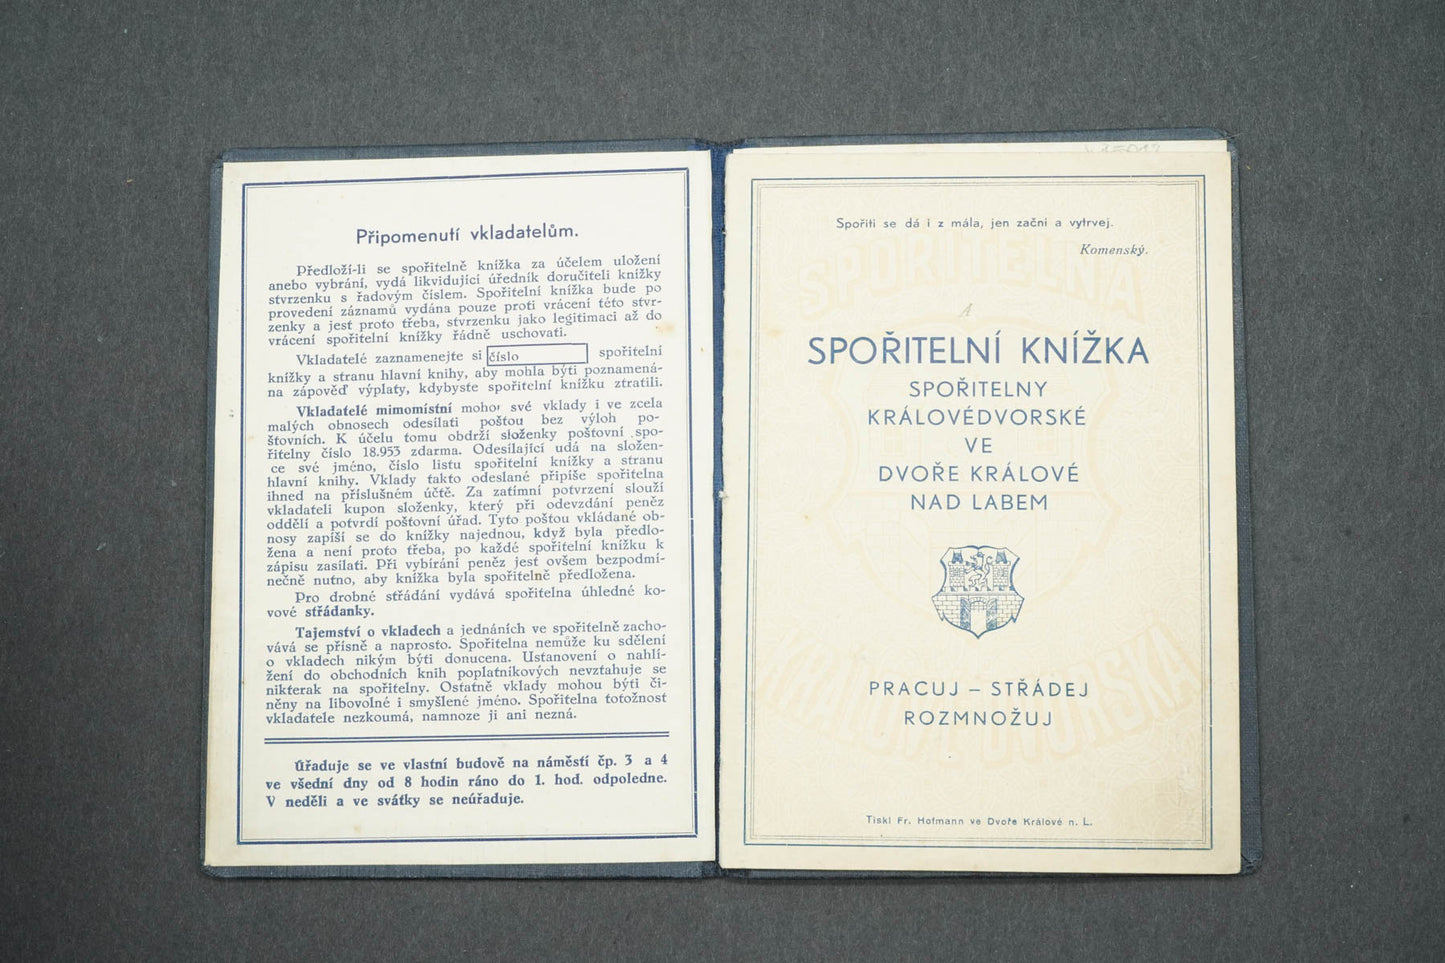 Připomenutí vkladatelům.
Předloží-li se spořitelně knížka za účelem uložení
anebo vybrání, vydá likvidující úředník doručiteli knížky
stvrzenku s řadovým číslem. Spořitelní knížka bude po
provedení záznamů vydána pouze proti vrácení této stvr-
zenky a jest proto třeba, stvrzenku jako legitimaci až do
vrácení spořitelní knížky řádně uschovati.
Vkladatelé zaznamenejte si číslo spořitelní
knížky a stranu hlavní knihy, aby mohla býti poznamená-
na zápověď výplaty, kdybyste spořitelní knížku ztratili.
Vkladatelé mimomístní mohou své vklady i ve zcela
malých obnosech odesílati poštou bez výloh po-
štovních. K účelu tomu obdrží složenky poštovní spo-
řitelny číslo 18.953 zdarma. Odesílající udá na složen-
ce své jméno, číslo listu spořitelní knížky a stranu
hlavní knihy. Vklady takto odeslané připíše spořitelna
ihned na příslušném účtě. Za zatímní potvrzení slouží
vkladateli kupon složenky, který při odevzdání peněz
oddělí a potvrdí poštovní úřad. Tyto poštou vkládané ob-
nosy zapíší se do knížky najednou, když byla předlo-
žena a není proto třeba, po každé spořitelní knížku k
zápisu zasílati. Při vybírání peněz jest ovšem bezpodmí-
nečně nutno, aby knížka byla spořitelně předložena.
Pro drobné střádání vydává spořitelna úhledné ko-
vové střádanky.
Tajemství o vkladech a jednáních ve spořitelně zacho-
vává se přísně a naprosto. Spořitelna nemůže ku sdělení
o vkladech nikým býti donucena. Ustanovení o nahlí-
žení do obchodních knih poplatníkových nevztahuje se
nikterak na spořitelny. Ostatně vklady mohou býti či-
něny na libovolné i smyšlené jméno. Spořitelna totožnost
vkladatele nezkoumá, namnoze ji ani nezná.
Úřaduje se ve vlastní budově na náměstí čp. 3 a 4
ve všední dny od 8 hodin ráno do 1. hod. odpoledne.
V neděli a ve svátky se neúřaduje.
Spořiti se dá i z mála, jen začni a vytrvej.
Komenský.
SPOŘITELNA
SPOŘITELNÍ KNÍŽKA
SPOŘITELNY
KRÁLOVÉDVORSKÉ
VE
DVOŘE KRÁLOVÉ
NAD LABEM
KRÁLOVÉDVORSKÁ
PRACUJ – STŘÁDEJ
ROZMNOŽUJ
Tiskl Fr. Hofmann ve Dvoře Králové n. L.